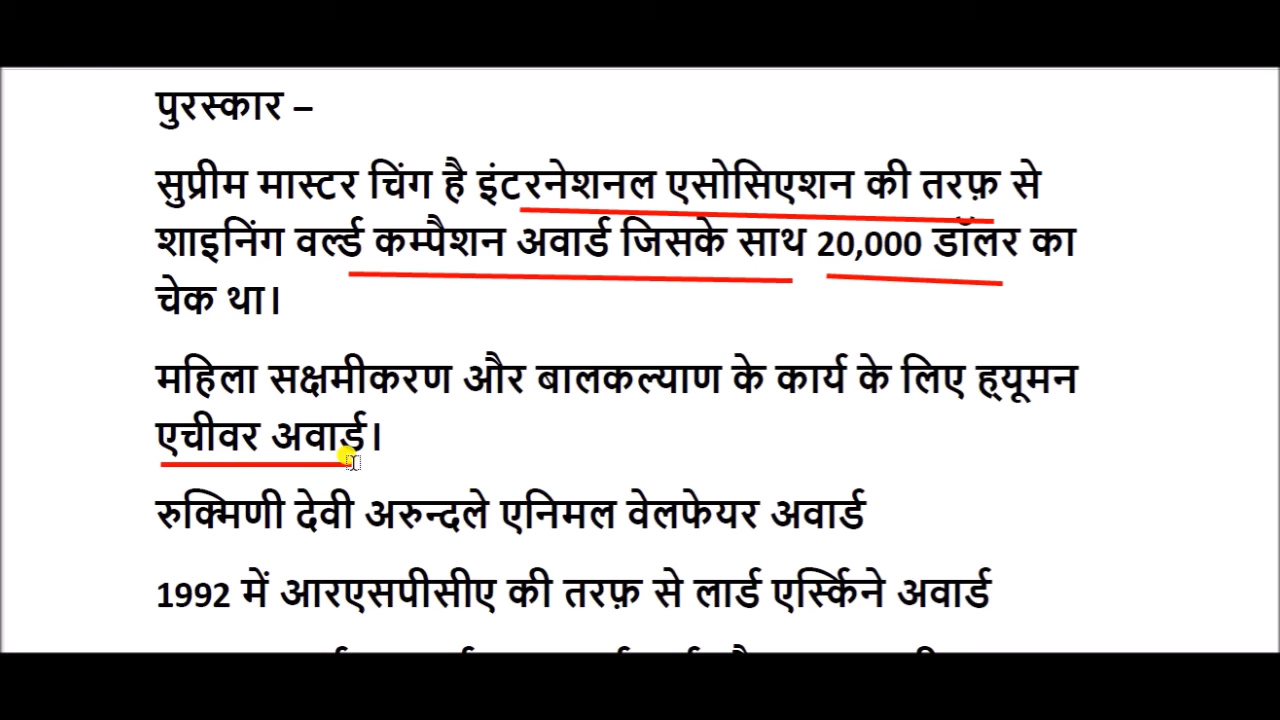 पुरस्कार –
सुप्रीम मास्टर चिंग है इंटरनेशनल एसोसिएशन की तरफ़ से
शाइनिंग वर्ल्ड कम्पैशन अवार्ड जिसके साथ 20,000 डॉलर का
चेक था।
महिला सक्षमीकरण और बालकल्याण के कार्य के लिए ह्यूमन
एचीवर अवार्ड।
रुक्मिणी देवी अरुन्दले एनिमल वेलफेयर अवार्ड
1992 में आरएसपीसीए की तरफ़ से लार्ड एर्स्किने अवार्ड